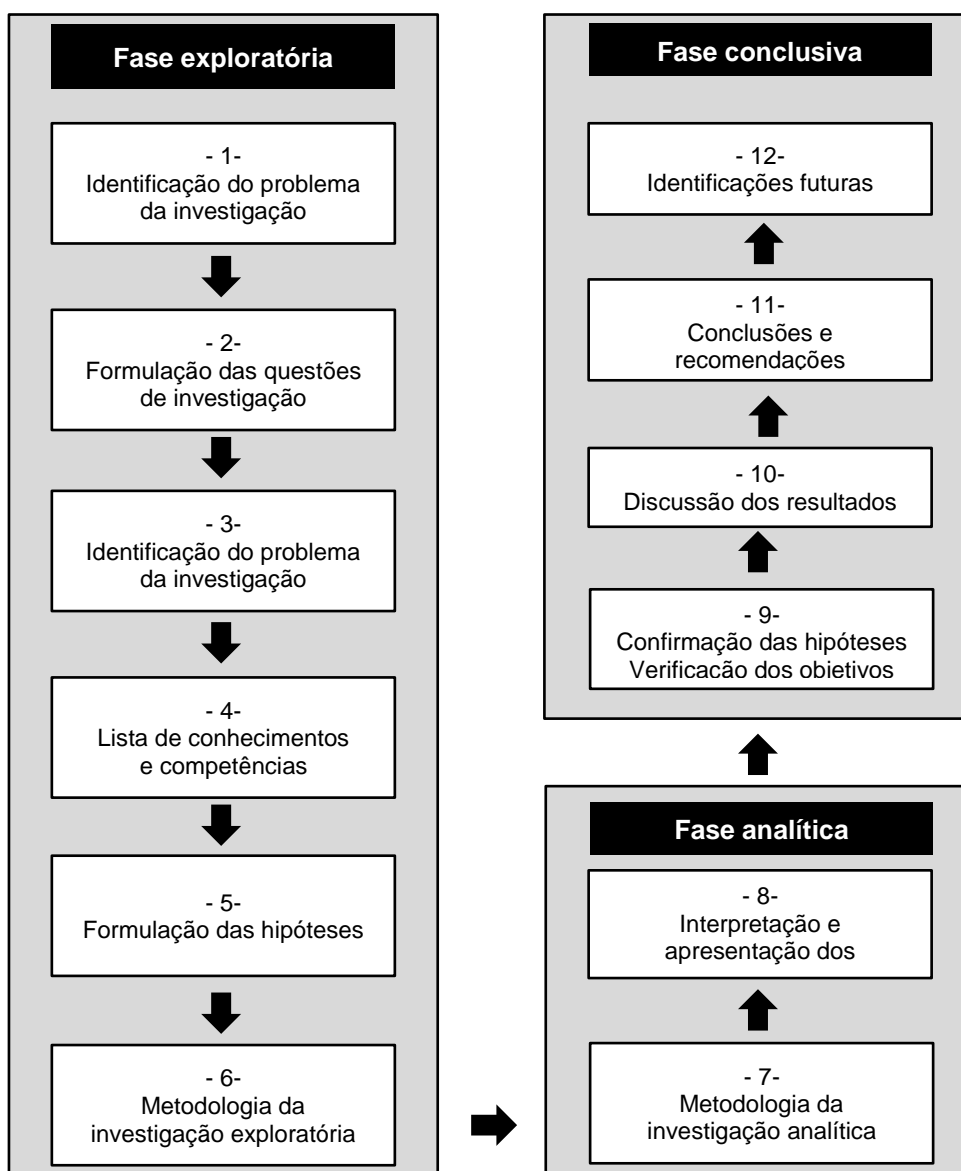 Fase exploratória
- 1-
Identificação do problema
da investigação
- 2-
Formulação das questões
de investigação
- 3-
Identificação do problema
da investigação
- 4-
Lista de conhecimentos
e competências
- 5-
Formulação das hipóteses
- 6-
Metodologia da
investigação exploratória
Fase analítica
- 7-
Metodologia da
investigação analítica
- 8-
Interpretação e
apresentação dos
Fase conclusiva
- 9-
Confirmação das hipóteses
Verificação dos objetivos
- 10-
Discussão dos resultados
- 11-
Conclusões e
recomendações
- 12-
Identificações futuras